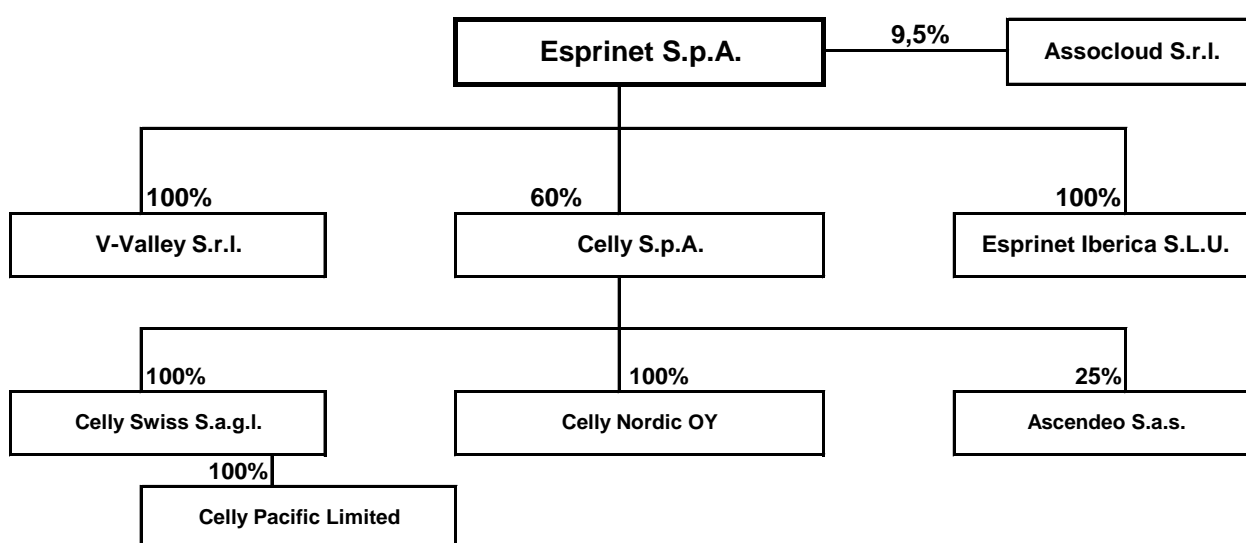 Esprinet S.p.A.
9,5%
Assocloud S.r.l.
100%
60%
100%
V-Valley S.r.l.
Celly S.p.A.
Esprinet Iberica S.L.U.
100%
100%
25%
Celly Swiss S.a.g.l.
Celly Nordic OY
Ascendeo S.a.s.
100%
Celly Pacific Limited